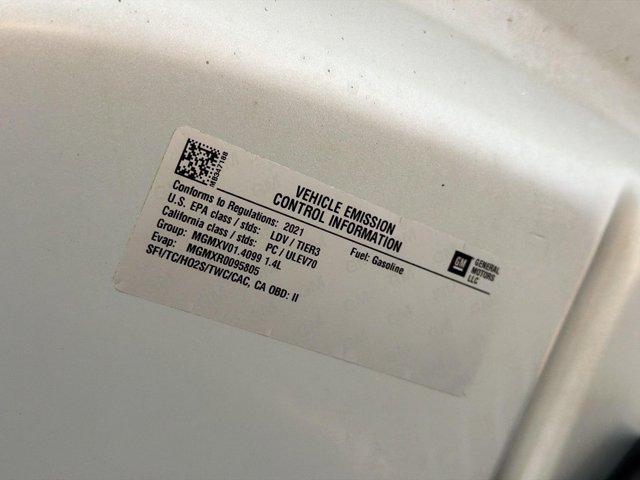 MB3A7168
VEHICLE EMISSION
CONTROL INFORMATION
GM GENERAL
MOTORS
LLC
Conforms to Regulations: 2021 Fuel: Gasoline
U.S. EPA class / stds: LDV / TIER3
California class / stds: PC / ULEV70
Group: MGMXV01.4099 1.4L
Evap: MGMXR0095805
SFI/TC/HO2S/TWC/CAC, CA OBD: II